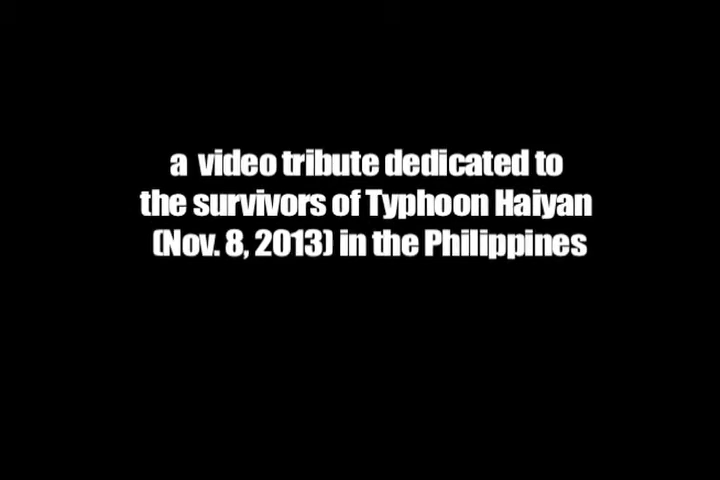 a video tribute dedicated to
the survivors of Typhoon Haiyan
(Nov. 8, 2013) in the Philippines